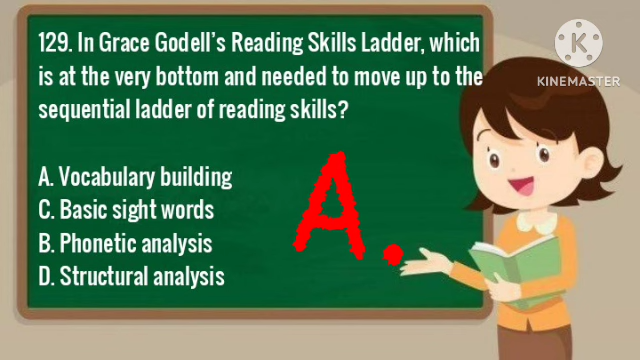 129. In Grace Godell's Reading Skills Ladder, which
is at the very bottom and needed to move up to the
sequential ladder of reading skills?
A. Vocabulary building
C. Basic sight words
B. Phonetic analysis
D. Structural analysis
A.
KINEMASTER